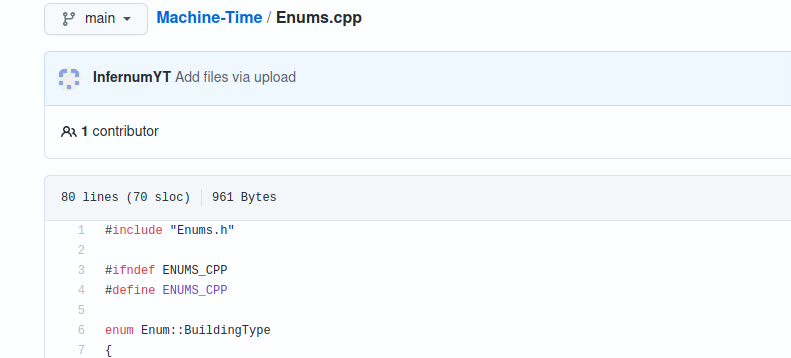 main Machine-Time / Enums.cpp
InfernumYT Add files via upload
1 contributor
80 lines (70 sloc) 961 Bytes
1 #include "Enums.h"
2
3 #ifndef ENUMS_CPP
4 #define ENUMS_CPP
5
6 enum Enum::BuildingType
7 {